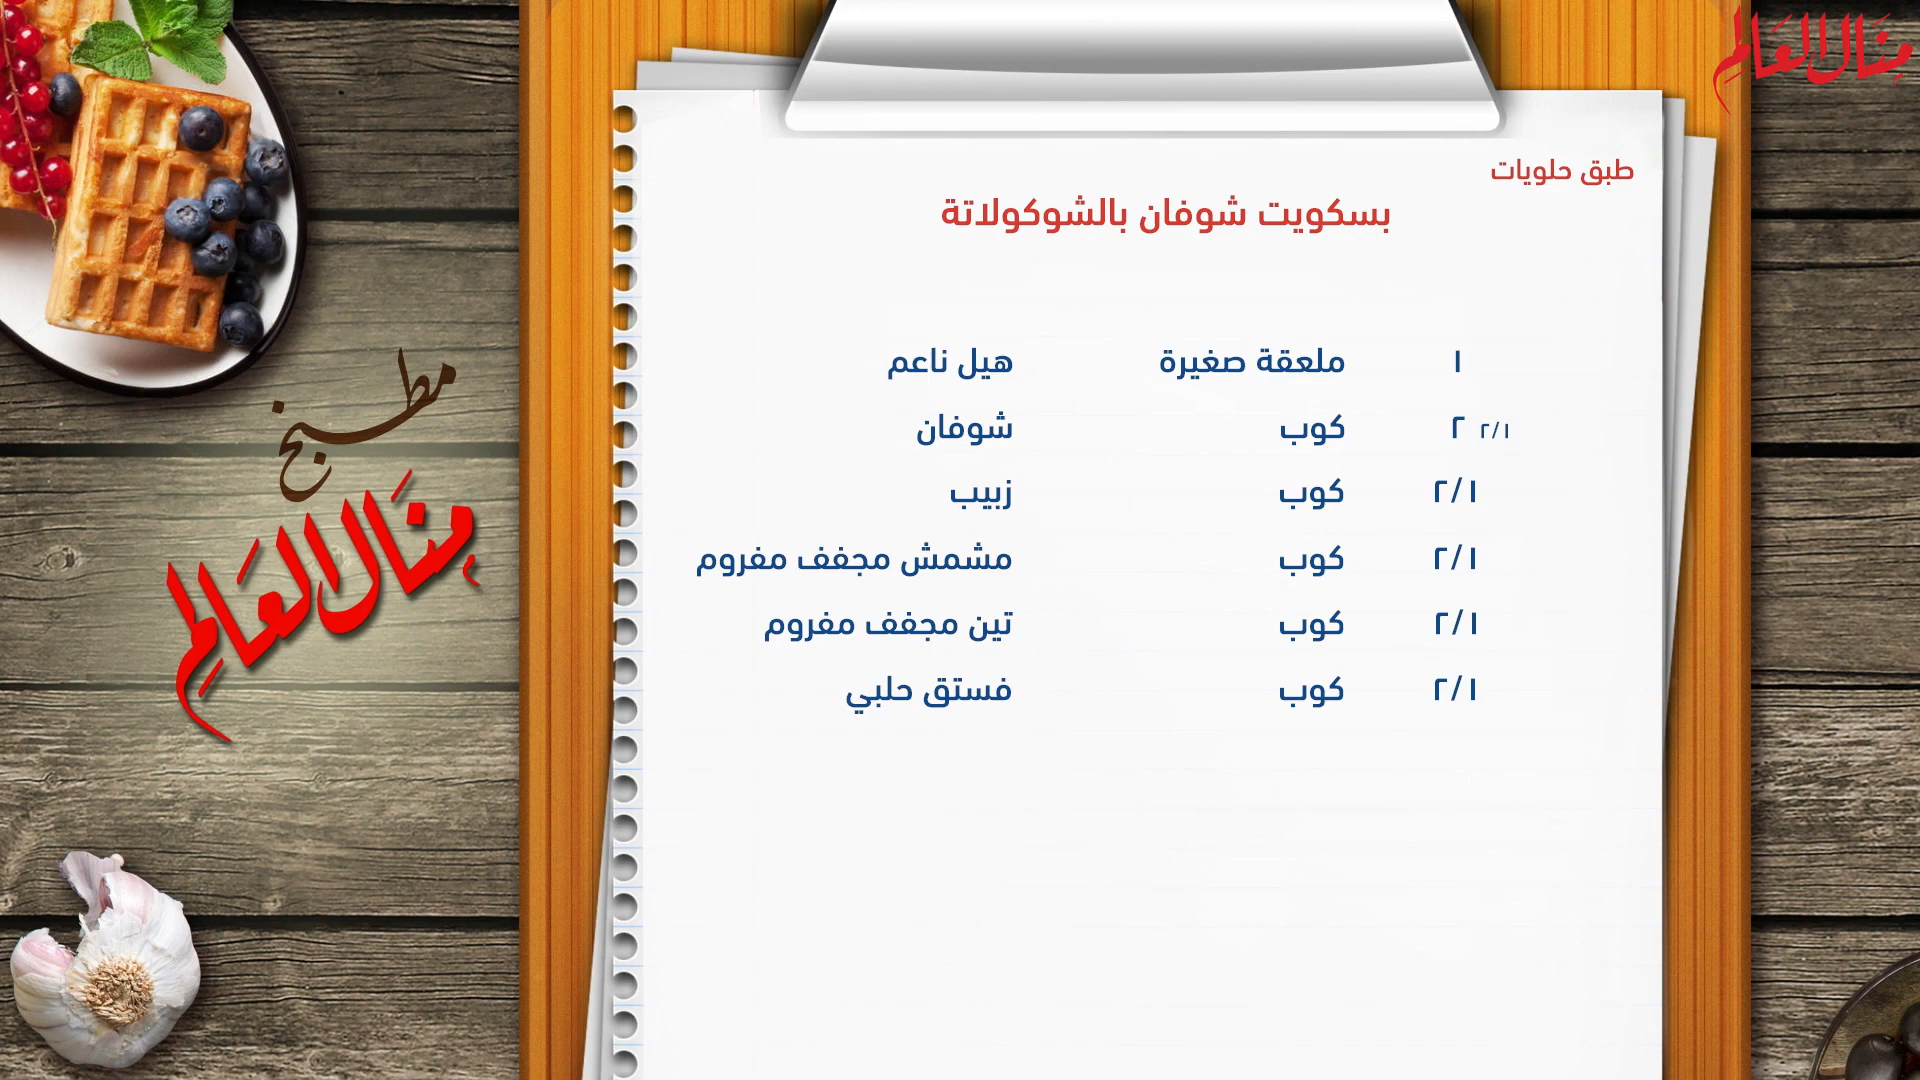 منال العالم
طبق حلويات
بسكويت شوفان بالشوكولاتة
١ ملعقة صغيرة هيل ناعم
٢ ٢/١ كوب شوفان
٢/١ كوب زبيب
٢/١ كوب مشمش مجفف مفروم
٢/١ كوب تين مجفف مفروم
٢/١ كوب فستق حلبي
مطبخ
منال العالم